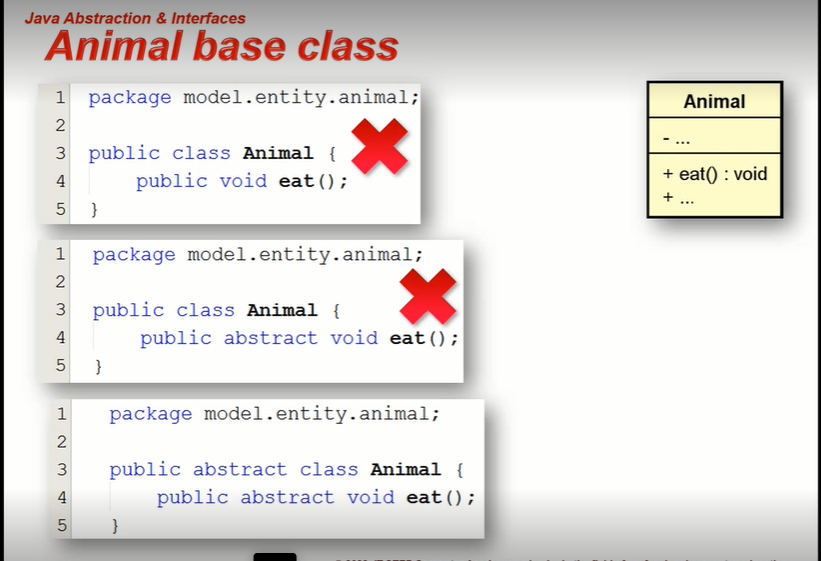 Java Abstraction & Interfaces
Animal base class
1 package model.entity.animal;
2
3 public class Animal {
4 public void eat();
5 }
1 package model.entity.animal;
2
3 public class Animal {
4 public abstract void eat();
5 }
1 package model.entity.animal;
2
3 public abstract class Animal {
4 public abstract void eat();
5 }
Animal
- ...
+ eat() : void
+ ...